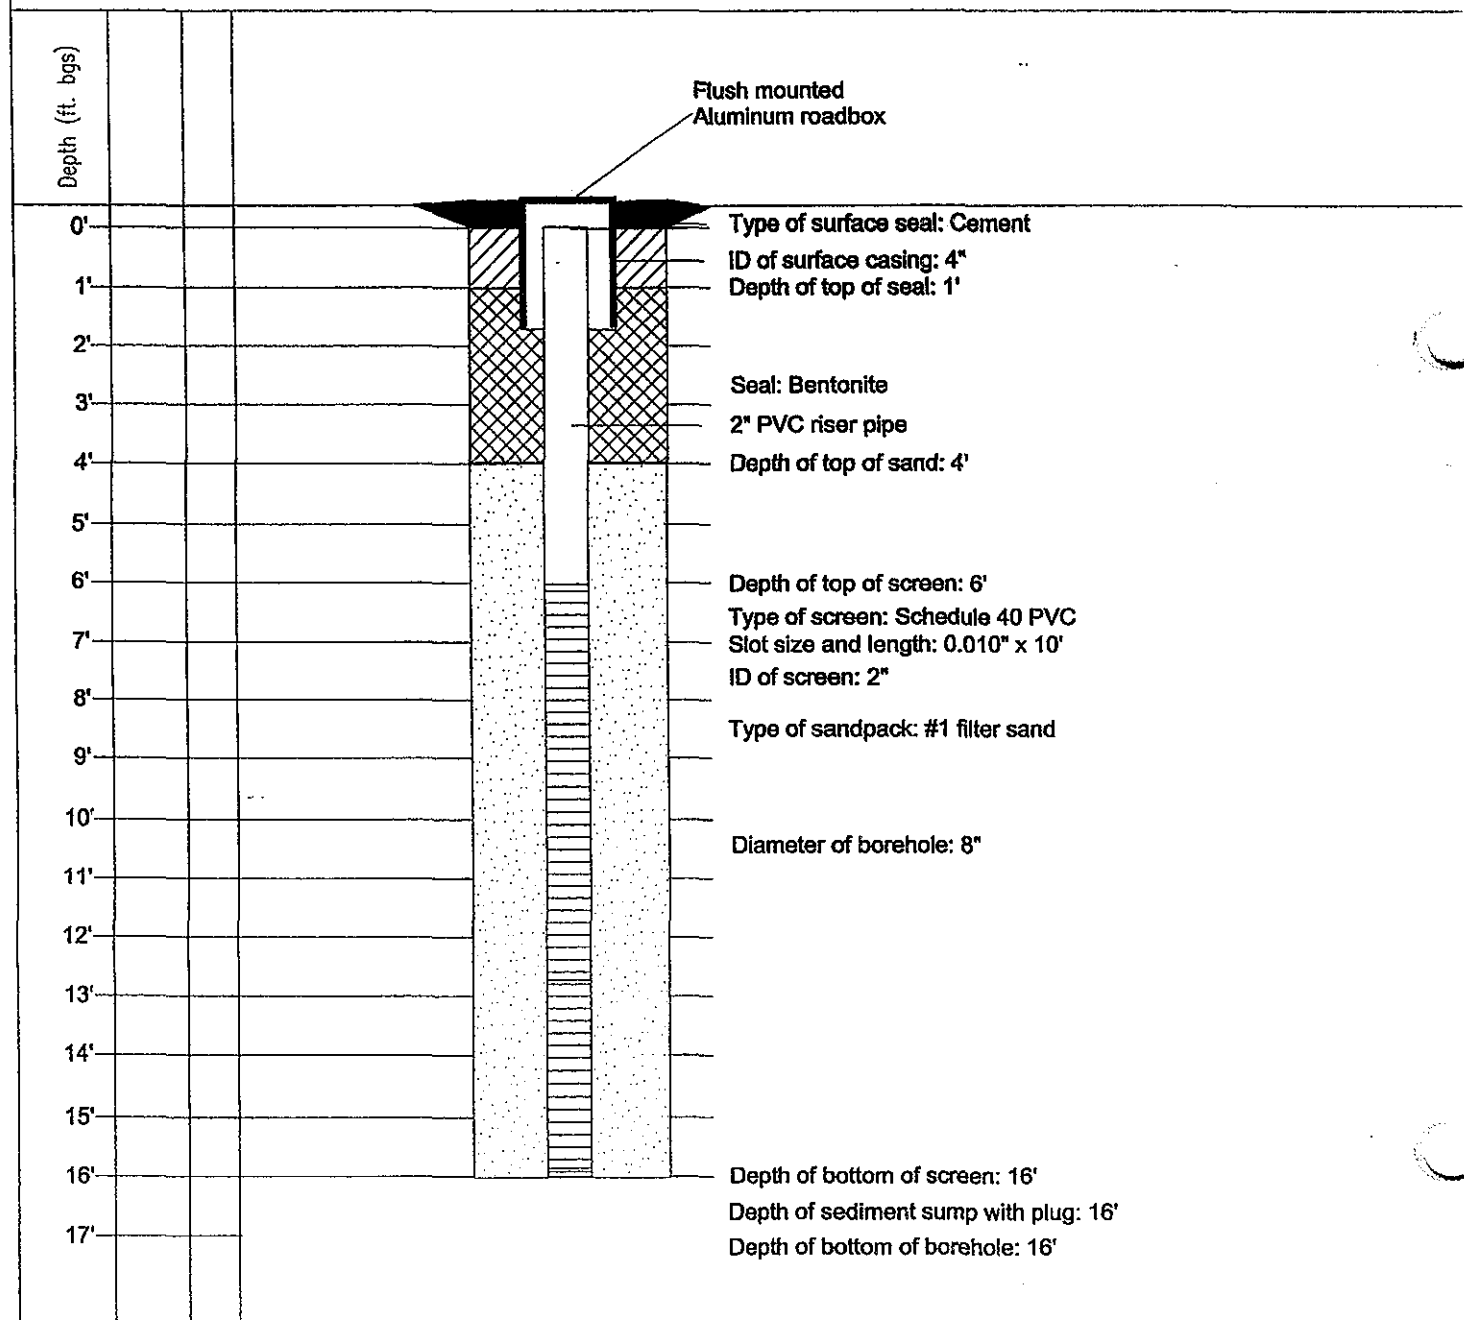 Depth (ft. bgs)
Flush mounted
Aluminum roadbox
0'
Type of surface seal: Cement
ID of surface casing: 4"
1'
Depth of top of seal: 1'
2'
Seal: Bentonite
3'
2" PVC riser pipe
4'
Depth of top of sand: 4'
5'
6'
Depth of top of screen: 6'
Type of screen: Schedule 40 PVC
7'
Slot size and length: 0.010" x 10'
ID of screen: 2"
8'
Type of sandpack: #1 filter sand
9'
10'
Diameter of borehole: 8"
11'
12'
13'
14'
15'
16'
Depth of bottom of screen: 16'
Depth of sediment sump with plug: 16'
17'
Depth of bottom of borehole: 16'